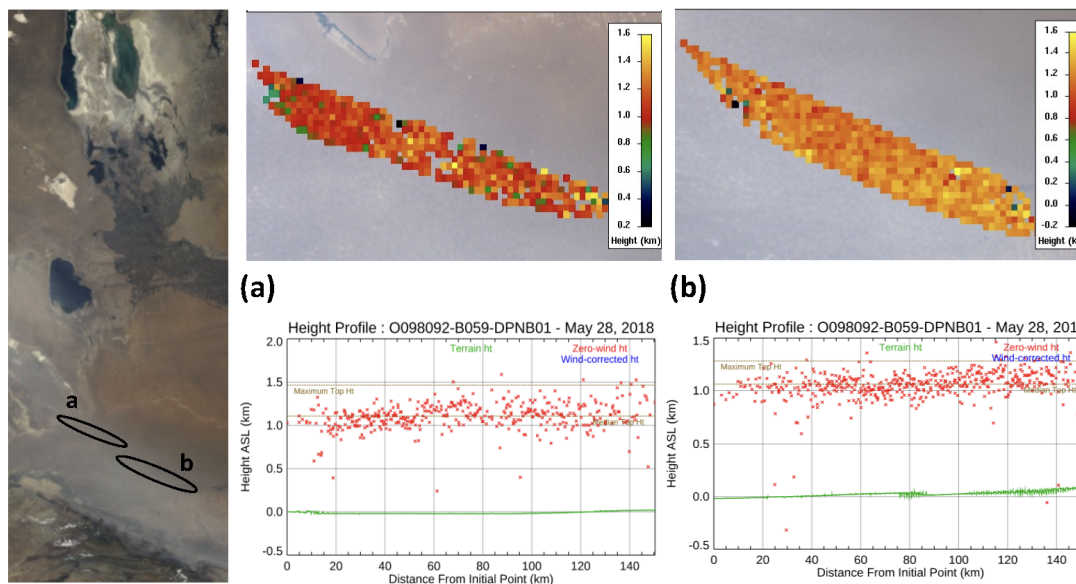 a
b
1.6
1.4
1.2
1.0
0.8
0.6
0.4
0.2
Height (km)
1.6
1.4
1.2
1.0
0.8
0.6
0.4
0.2
0.0
-0.2
Height (km)
(a)
(b)
Height Profile : O098092-B059-DPNB01 - May 28, 2018
Terrain ht
Zero-wind ht
Wind-corrected ht
Maximum Top Ht
Median Top Ht
2.0
1.5
1.0
0.5
0.0
-0.5
Height ASL (km)
0 20 40 60 80 100 120 140
Distance From Initial Point (km)
Height Profile : O098092-B059-DPNB01 - May 28, 201
Terrain ht
Zero-wind ht
Wind-corrected ht
Maximum Top Ht
Median Top Ht
1.5
1.0
0.5
0.0
-0.5
Height ASL (km)
0 20 40 60 80 100 120 140
Distance From Initial Point (km)